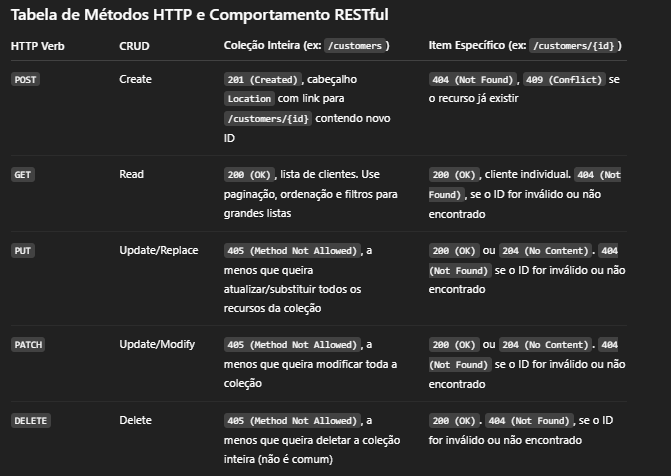 Tabela de Métodos HTTP e Comportamento RESTful
HTTP Verb CRUD Coleção Inteira (ex: /customers ) Item Específico (ex: /customers/{id} )
POST Create 201 (Created) , cabeçalho 404 (Not Found) , 409 (Conflict) se
Location com link para o recurso já existir
/customers/{id} contendo novo
ID
GET Read 200 (OK) , lista de clientes. Use 200 (OK) , cliente individual. 404 (Not
paginação, ordenação e filtros para Found) , se o ID for inválido ou não
grandes listas encontrado
PUT Update/Replace 405 (Method Not Allowed) , a 200 (OK) ou 204 (No Content) . 404
menos que queira (Not Found) se o ID for inválido ou não
atualizar/substituir todos os encontrado
recursos da coleção
PATCH Update/Modify 405 (Method Not Allowed) , a 200 (OK) ou 204 (No Content) . 404
menos que queira modificar toda a (Not Found) se o ID for inválido ou não
coleção encontrado
DELETE Delete 405 (Method Not Allowed) , a 200 (OK) . 404 (Not Found) , se o ID
menos que queira deletar a coleção for inválido ou não encontrado
inteira (não é comum)